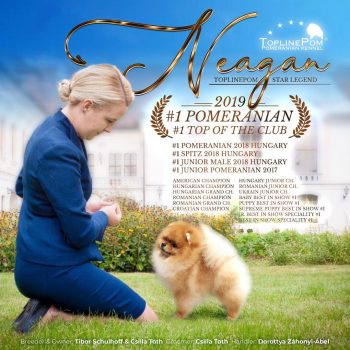 TOPLINEPOM
POMERANIAN KENNEL
Neagan
TOPLINEPOM STAR LEGEND
2019
#1 POMERANIAN
#1 TOP OF THE CLUB
#1 POMERANIAN 2018 HUNGARY
#1 SPITZ 2018 HUNGARY
#1 JUNIOR MALE 2018 HUNGARY
#1 JUNIOR POMERANIAN 2017
AMERICAN CHAMPION
HUNGARIAN CHAMPION
HUNGARIAN GRAND CH.
ROMANIAN CHAMPION
ROMANIAN GRAND CH.
CROATIAN CHAMPION
HUNGARY JUNIOR CH.
ROMANIAN JUNIOR CH.
UKRAIN JUNIOR CH.
BABY BEST IN SHOW #1
PUPPY BEST IN SHOW #1
SUPREME PUPPY BEST IN SHOW #1
JR. BEST IN SHOW SPECIALITY #1
BEST IN SHOW SPECIALITY #1
Breeder & Owner: Tibor Schulhoff & Csilla Toth Groomer: Csilla Toth Handler: Dorottya Záhonyi-Ábel